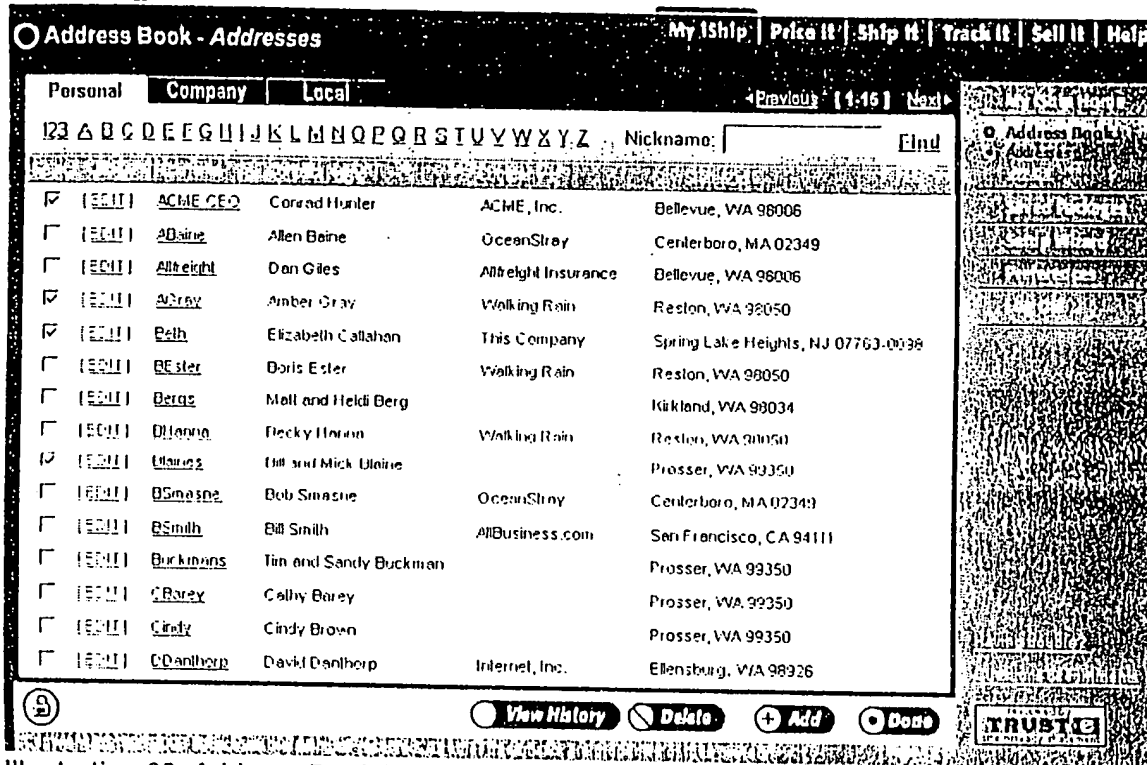 My iShip | Price It | Ship It | Track It | Sell It | Help
Address Book - Addresses
Personal Company Local Previous [1-15] Next
123 A B C D E F G H I J K L M N O P Q R S T U V W X Y Z Nickname: Find
Address Book
[EDIT] ACME CEO Conrad Hunter ACME, Inc. Bellevue, WA 98006
[EDIT] ABaine Allen Baine OceanStray Centerboro, MA 02349
[EDIT] Allfreight Dan Giles Allfreight Insurance Bellevue, WA 98006
[EDIT] AGray Amber Gray Walking Rain Reston, WA 98050
[EDIT] Beth Elizabeth Callahan This Company Spring Lake Heights, NJ 07763-0098
[EDIT] BEster Boris Ester Walking Rain Reston, WA 98050
[EDIT] Bergs Matt and Heidi Berg Kirkland, WA 98034
[EDIT] BHanna Becky Hanna Walking Rain Reston, WA 98050
[EDIT] Blaines Bill and Mick Blaine Prosser, WA 99350
[EDIT] BSmasne Bob Smasne OceanStray Centerboro, MA 02349
[EDIT] BSmith Bill Smith AllBusiness.com San Francisco, CA 94111
[EDIT] Buckmans Tim and Sandy Buckman Prosser, WA 99350
[EDIT] CBarey Cathy Barey Prosser, WA 99350
[EDIT] Cindy Cindy Brown Prosser, WA 99350
[EDIT] DDanthorp David Danthorp Internet, Inc. Ellensburg, WA 98926
View History Delete Add Done
TRUSTe